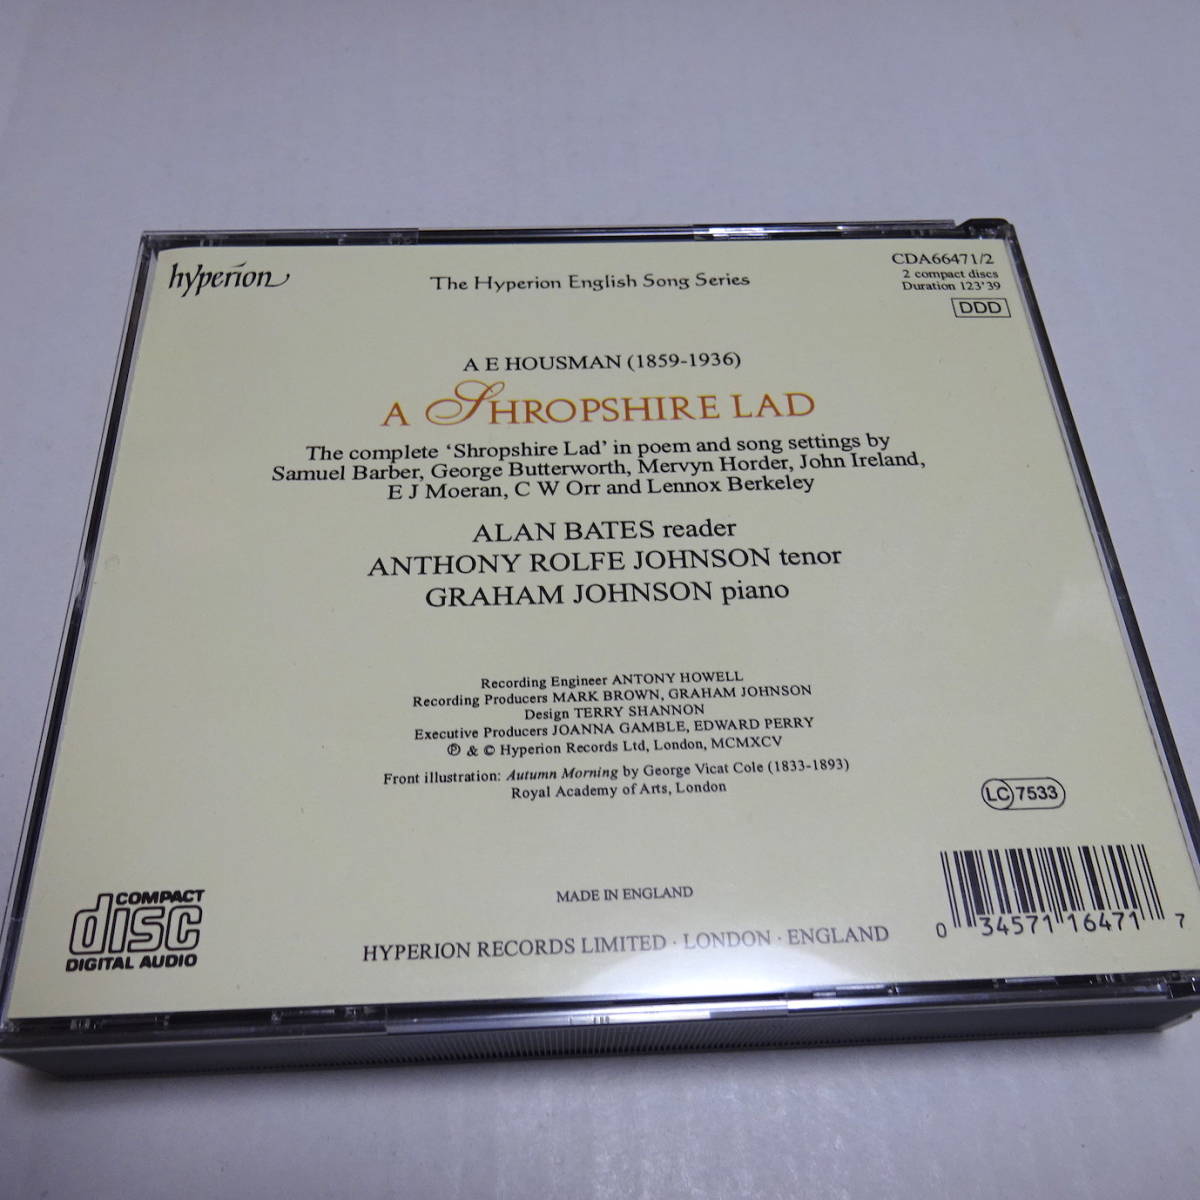 hyperion
The Hyperion English Song Series
CDA66471/2
2 compact discs
Duration 123'39
DDD
A E HOUSMAN (1859-1936)
A SHROPSHIRE LAD
The complete ‘Shropshire Lad’ in poem and song settings by
Samuel Barber, George Butterworth, Mervyn Horder, John Ireland,
E J Moeran, C W Orr and Lennox Berkeley
ALAN BATES reader
ANTHONY ROLFE JOHNSON tenor
GRAHAM JOHNSON piano
Recording Engineer ANTONY HOWELL
Recording Producers MARK BROWN, GRAHAM JOHNSON
Design TERRY SHANNON
Executive Producers JOANNA GAMBLE, EDWARD PERRY
℗ & © Hyperion Records Ltd, London, MCMXCV
Front illustration: Autumn Morning by George Vicat Cole (1833-1893)
Royal Academy of Arts, London
LC 7533
COMPACT
disc
DIGITAL AUDIO
MADE IN ENGLAND
HYPERION RECORDS LIMITED · LONDON · ENGLAND
0 34571 16471 7